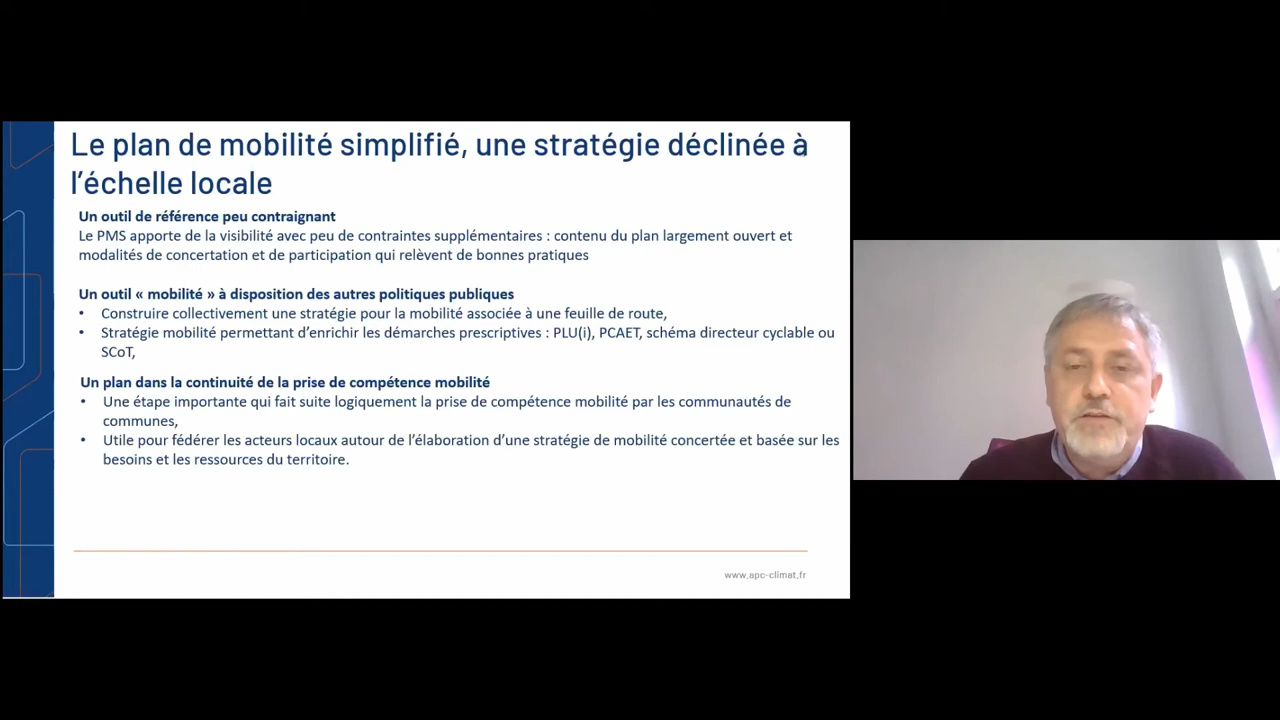 Le plan de mobilité simplifié, une stratégie déclinée à
l’échelle locale
Un outil de référence peu contraignant
Le PMS apporte de la visibilité avec peu de contraintes supplémentaires : contenu du plan largement ouvert et
modalités de concertation et de participation qui relèvent de bonnes pratiques
Un outil « mobilité » à disposition des autres politiques publiques
• Construire collectivement une stratégie pour la mobilité associée à une feuille de route,
• Stratégie mobilité permettant d’enrichir les démarches prescriptives : PLU(i), PCAET, schéma directeur cyclable ou
SCoT,
Un plan dans la continuité de la prise de compétence mobilité
• Une étape importante qui fait suite logiquement la prise de compétence mobilité par les communautés de
communes,
• Utile pour fédérer les acteurs locaux autour de l’élaboration d’une stratégie de mobilité concertée et basée sur les
besoins et les ressources du territoire.
www.apc-climat.fr